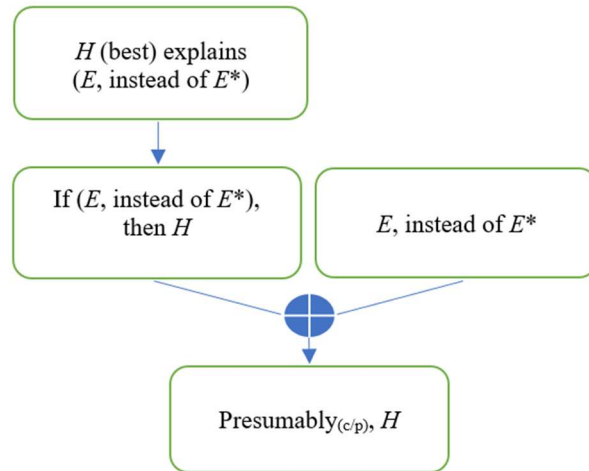 H (best) explains
(E, instead of E*)
If (E, instead of E*),
then H
E, instead of E*
Presumably(c/p), H